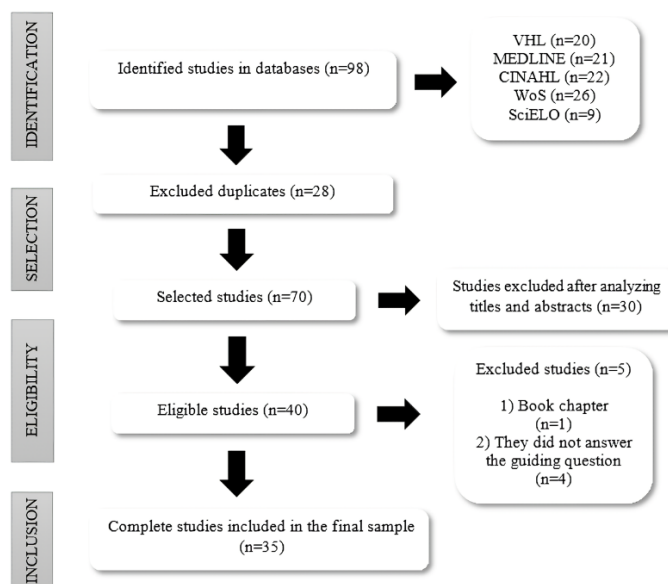 IDENTIFICATION
Identified studies in databases (n=98)
VHL (n=20)
MEDLINE (n=21)
CINAHL (n=22)
WoS (n=26)
SciELO (n=9)
Excluded duplicates (n=28)
SELECTION
Selected studies (n=70)
Studies excluded after analyzing
titles and abstracts (n=30)
ELIGIBILITY
Eligible studies (n=40)
Excluded studies (n=5)
1) Book chapter
(n=1)
2) They did not answer
the guiding question
(n=4)
INCLUSION
Complete studies included in the final sample
(n=35)